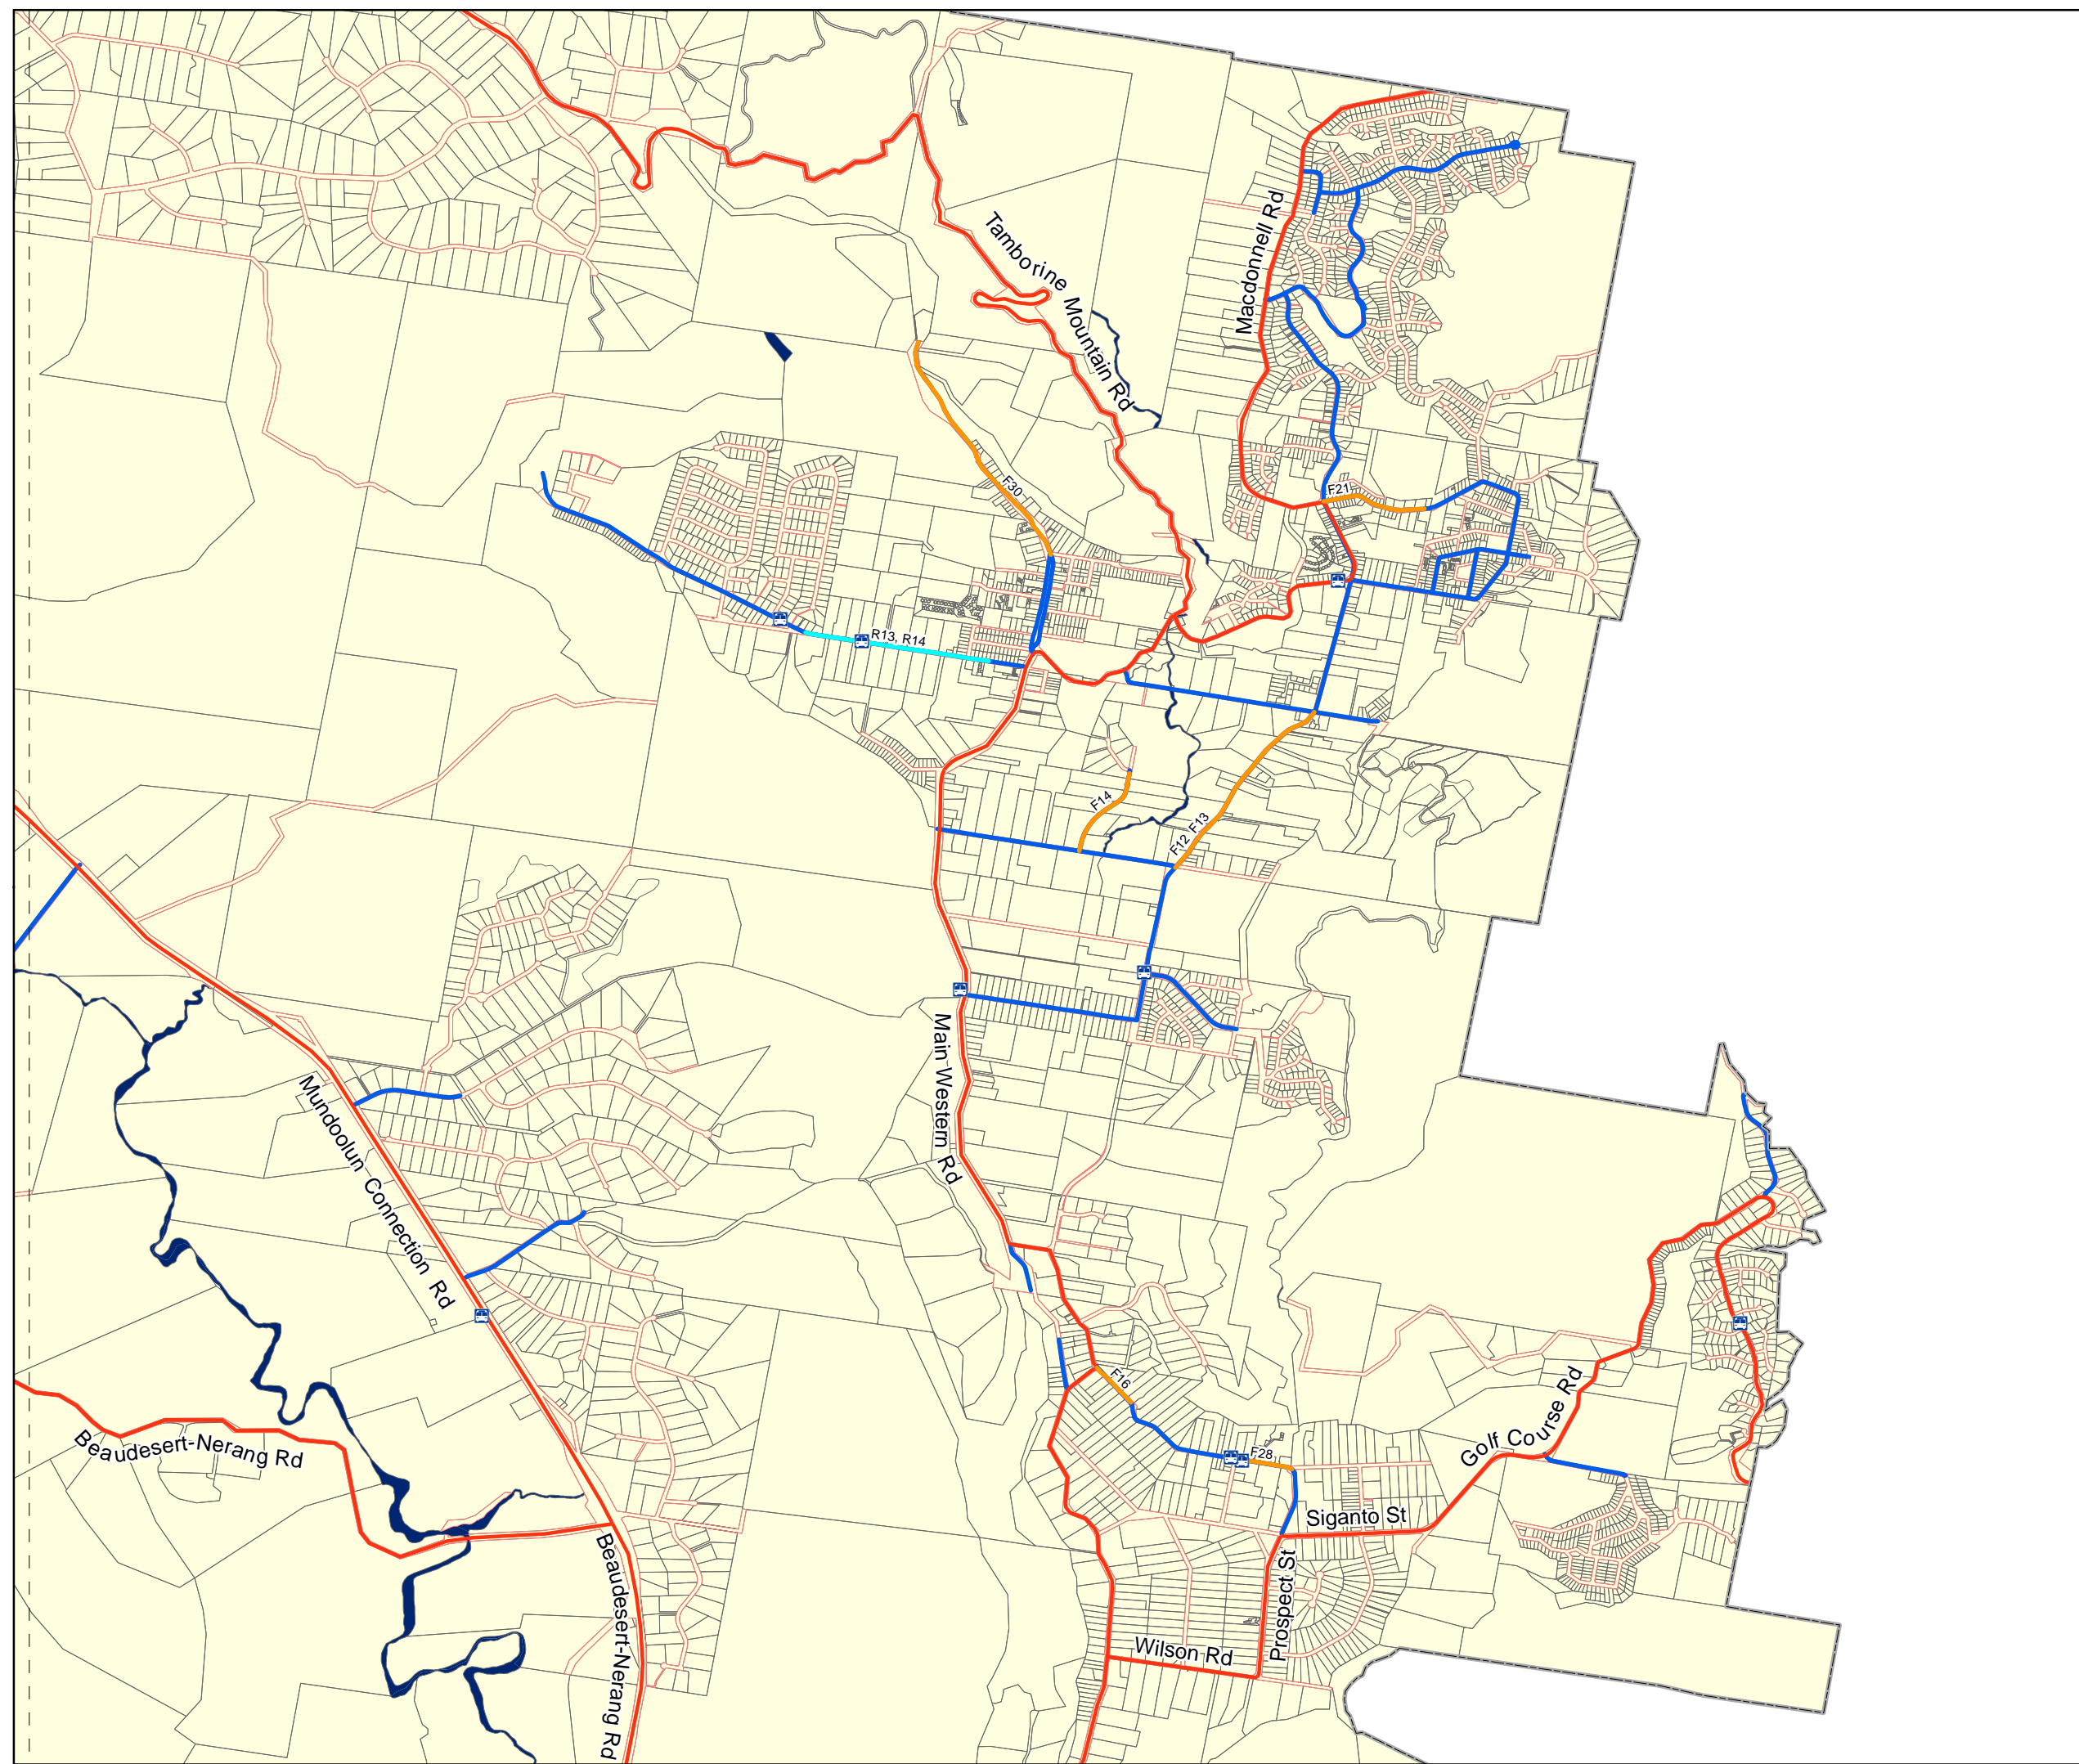 Tamborine Mountain Rd
Macdonnell Rd
F30
F21
R13, R14
F14
F12 F13
Main Western Rd
Mundoolun Connection Rd
F16
Golf Course Rd
Beaudesert-Nerang Rd
F28
Siganto St
Beaudesert-Nerang Rd
Prospect St
Wilson Rd